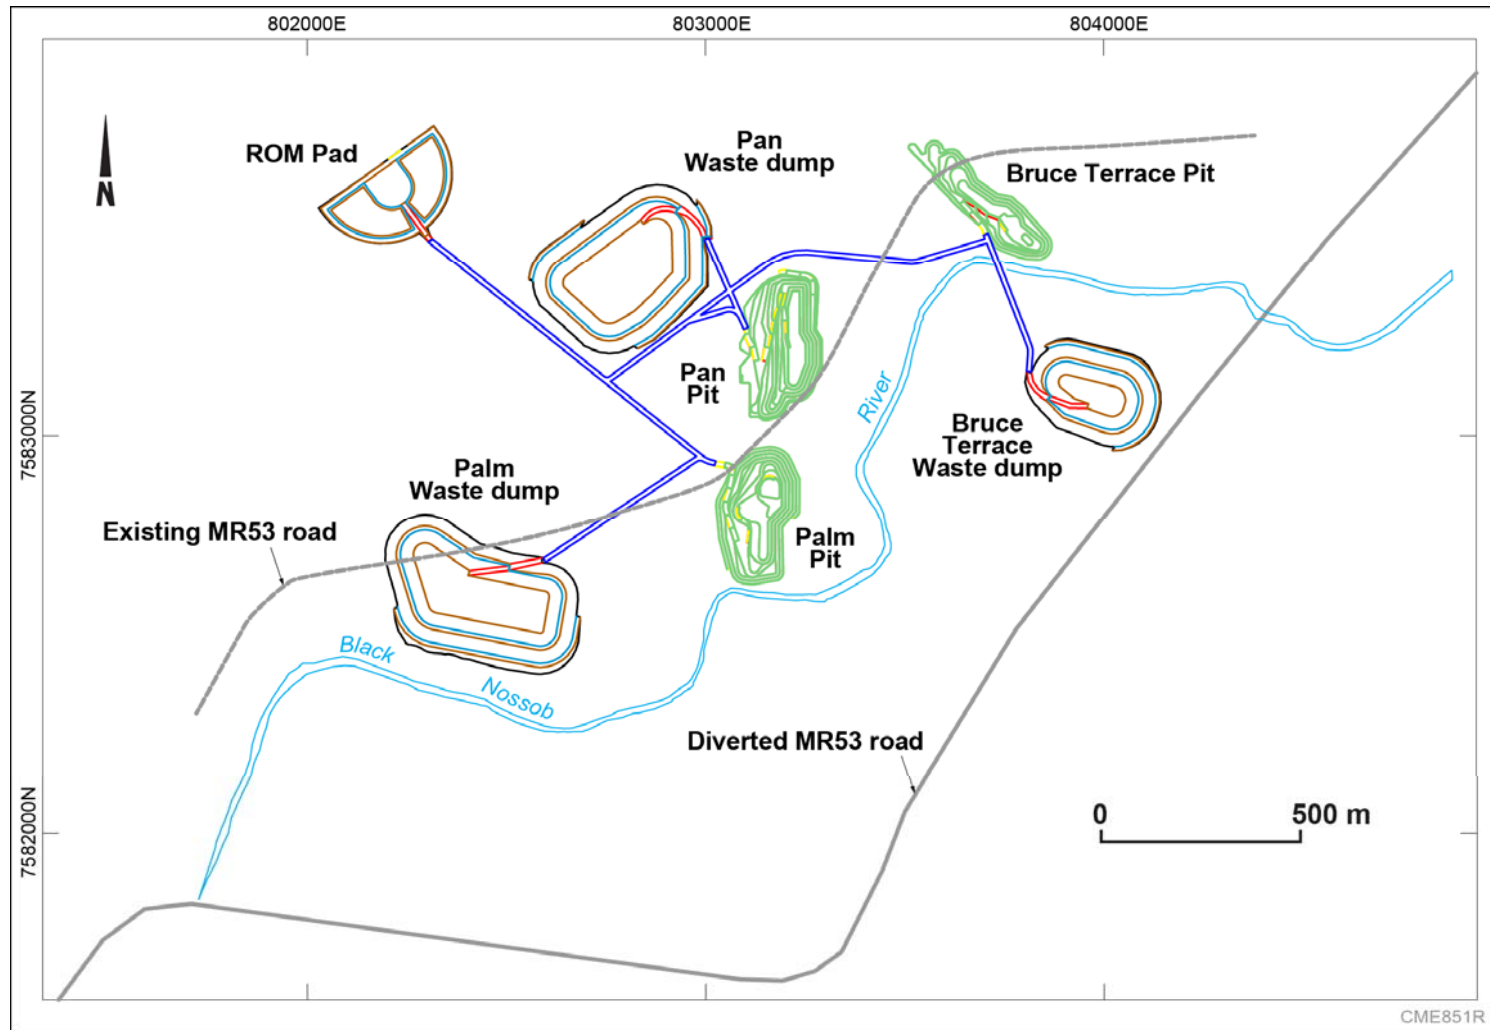 802000E
803000E
804000E
Pan
Waste dump
ROM Pad
Bruce Terrace Pit
N
Pan
Pit
River
7583000N
Bruce
Terrace
Waste dump
Palm
Waste dump
Existing MR53 road
Palm
Pit
Black
Nossob
Diverted MR53 road
0 500 m
7582000N
CME851R